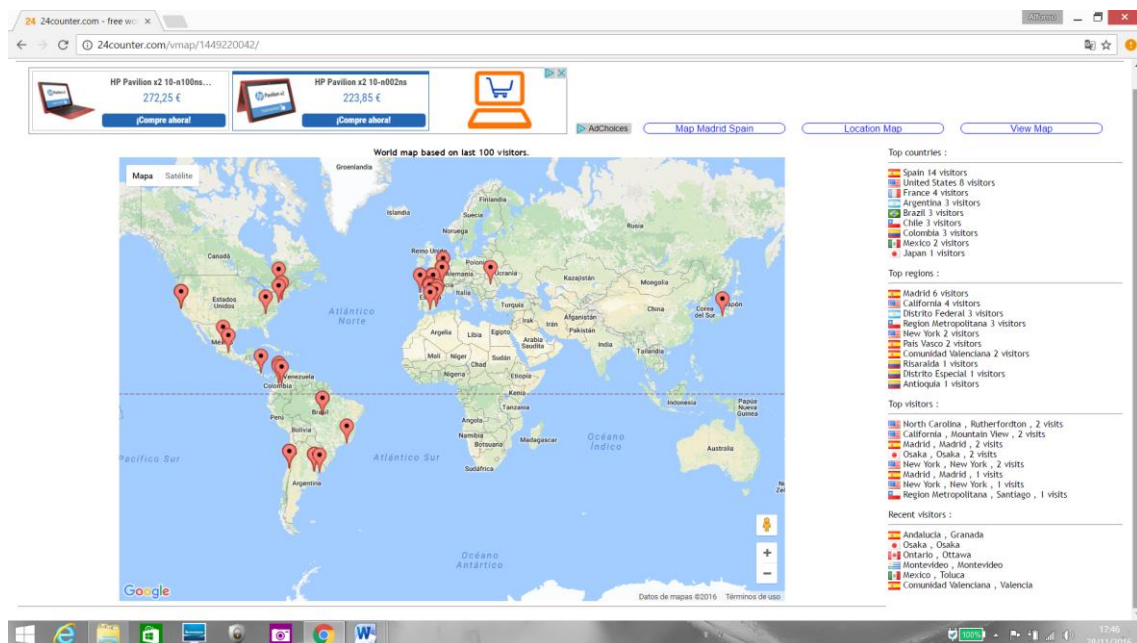 24 24counter.com - free wo
Alfonso
24counter.com/vmap/1449220042/
HP Pavilion x2 10-n100ns...
272,25 €
¡Compre ahora!
HP Pavilion x2 10-n002ns
223,85 €
¡Compre ahora!
AdChoices
Map Madrid Spain
Location Map
View Map
World map based on last 100 visitors.
Mapa Satélite
Groenlandia
Islandia
Finlandia
Suecia
Noruega
Rusia
Reino Unido
Polonia
Alemania
Ucrania
Canadá
Kazajistán
Mongolia
Italia
Estados
Unidos
Atlántico
Norte
Turquía
China
Corea
del Sur
Japón
Afganistán
Irak
Irán
Pakistán
Argelia
Libia
Egipto
Arabia
Saudita
India
México
Malí
Níger
Chad
Sudán
Tailandia
Nigeria
Etiopía
Venezuela
Colombia
Kenia
Indonesia
Papúa
Nueva
Guinea
Tanzania
Perú
Brasil
Angola
Bolivia
Namibia
Botsuana
Madagascar
Océano
Índico
Australia
Pacífico Sur
Atlántico Sur
Sudáfrica
Argentina
Océano
Antártico
Google
Datos de mapas ©2016 Términos de uso
Top countries :
Spain 14 visitors
United States 8 visitors
France 4 visitors
Argentina 3 visitors
Brazil 3 visitors
Chile 3 visitors
Colombia 3 visitors
Mexico 2 visitors
Japan 1 visitors
Top regions :
Madrid 6 visitors
California 4 visitors
Distrito Federal 3 visitors
Region Metropolitana 3 visitors
New York 2 visitors
Pais Vasco 2 visitors
Comunidad Valenciana 2 visitors
Risaralda 1 visitors
Distrito Especial 1 visitors
Antioquia 1 visitors
Top visitors :
North Carolina , Rutherfordton , 2 visits
California , Mountain View , 2 visits
Madrid , Madrid , 2 visits
Osaka , Osaka , 2 visits
New York , New York , 2 visits
Madrid , Madrid , 1 visits
New York , New York , 1 visits
Region Metropolitana , Santiago , 1 visits
Recent visitors :
Andalucia , Granada
Osaka , Osaka
Ontario , Ottawa
Montevideo , Montevideo
Mexico , Toluca
Comunidad Valenciana , Valencia
100%
17:46